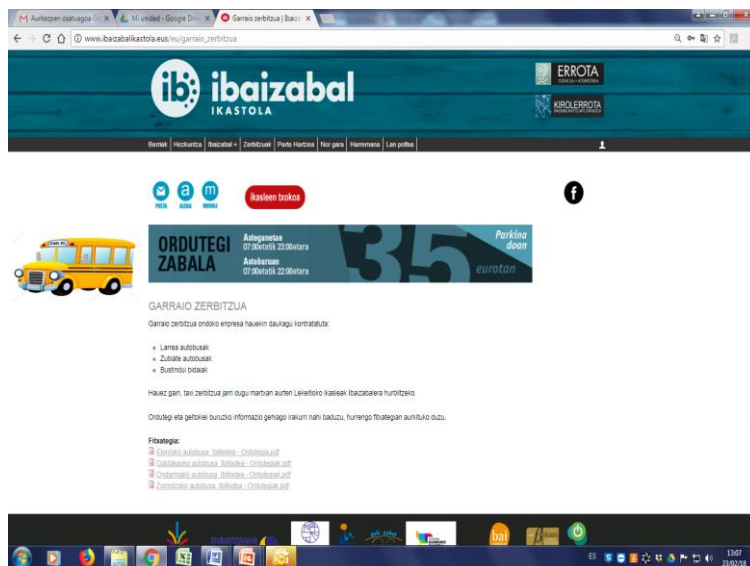 Aurkezpen osatuagoa
Mi unidad - Google Dri
Garraio zerbitzua | Ibaiz
www.ibaizabalikastola.eus/eu/garraio_zerbitzua
ib ibaizabal
IKASTOLA
ERROTA
KIROLERROTA
Berriak Hezkuntza Ibaizabal + Zerbitzuak Parte Hartzea Nor gara Harremana Lan poltsa
POSTA ALEXIA MOODLE
ikasleen txokoa
ORDUTEGI ZABALA
Astegunetan
07:00etatik 23:00etara
Asteburuan
07:00etatik 22:00etara
35 eurotan
Parkina doan
GARRAIO ZERBITZUA
Garraio zerbitzua ondoko enpresa hauekin daukagu kontratatuta:
Larrea autobusak
Zubiate autobusak
Bustindui bidaiak
Hauez gain, taxi zerbitzua jarri dugu martxan aurten Lekeitioko ikasleak Ibaizabalera hurbiltzeko.
Ordutegi eta geltokiei buruzko informazio gehiago irakurri nahi baduzu, hurrengo fitxategian aurkituko duzu.
Fitxategia:
Elorrioko autobusa_Ibilbidea - Ordutegia.pdf
Galdakaoko autobusa_Ibilbidea - Ordutegiak.pdf
Ondarroako autobusa_Ibilbidea - Ordutegiak.pdf
Zornotzako autobusa_Ibilbidea - Ordutegiak.pdf
bai
ES
13:07
23/02/18